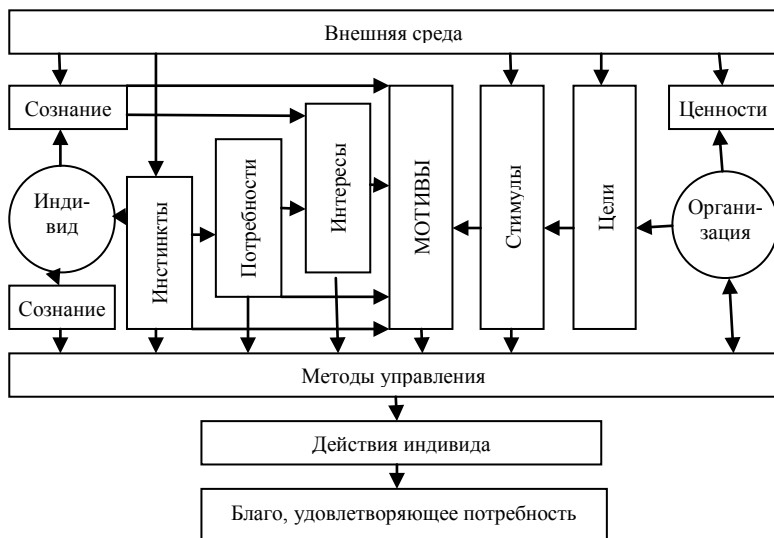 Внешняя среда
Сознание
Ценности
Инди-
вид
Инстинкты
Потребности
Интересы
МОТИВЫ
Стимулы
Цели
Органи-
зация
Сознание
Методы управления
Действия индивида
Благо, удовлетворяющее потребность